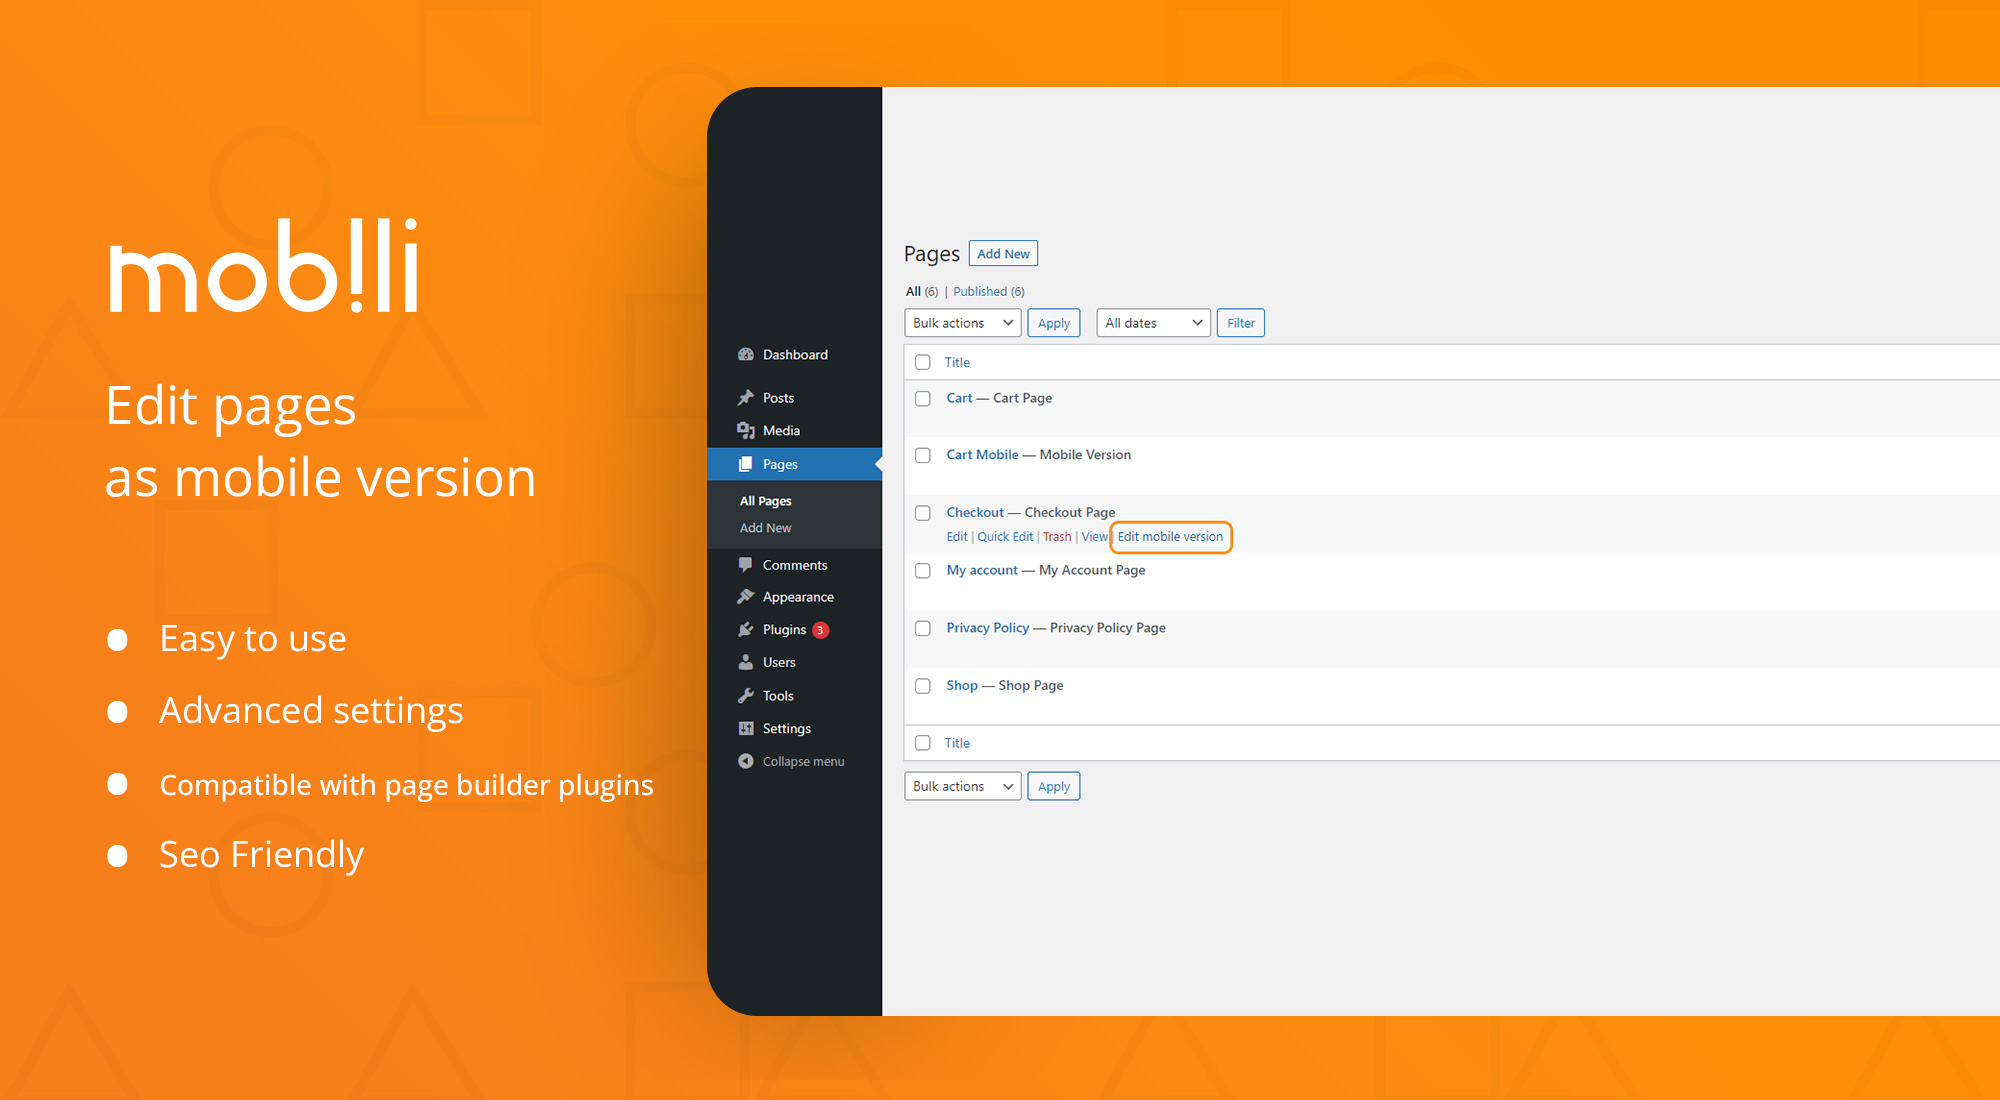 mob!li
Edit pages
as mobile version
Easy to use
Advanced settings
Compatible with page builder plugins
Seo Friendly
Dashboard
Posts
Media
Pages
All Pages
Add New
Comments
Appearance
Plugins 3
Users
Tools
Settings
Collapse menu
Pages Add New
All (6) | Published (6)
Bulk actions Apply All dates Filter
Title
Cart — Cart Page
Cart Mobile — Mobile Version
Checkout — Checkout Page
Edit | Quick Edit | Trash | View | Edit mobile version
My account — My Account Page
Privacy Policy — Privacy Policy Page
Shop — Shop Page
Title
Bulk actions Apply